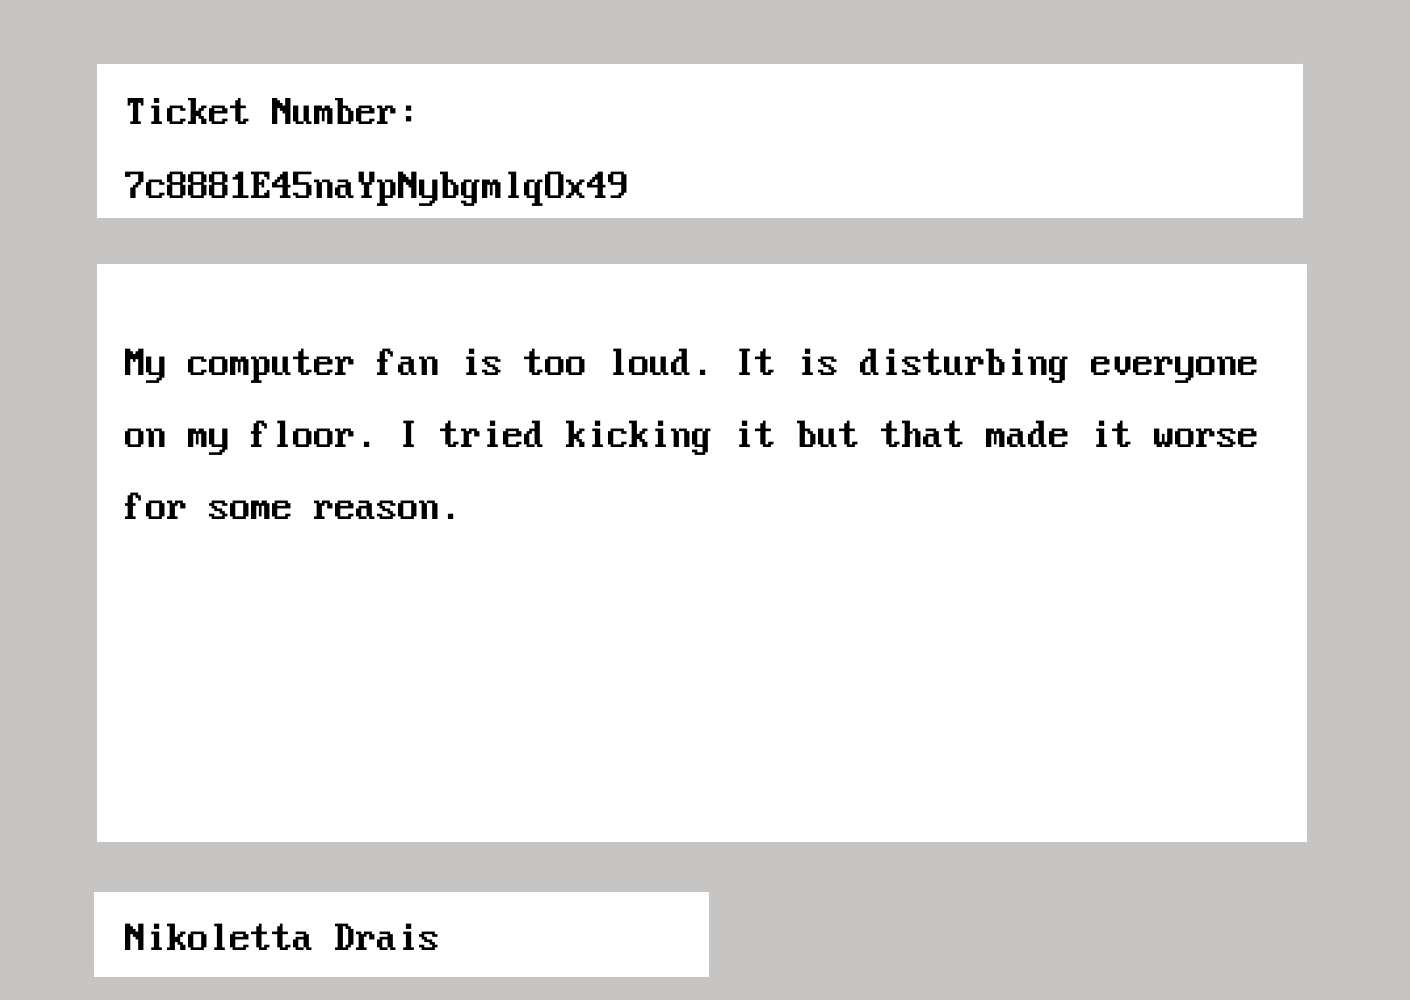 Ticket Number:
7c8881E45naYpNybgmlqOx49
My computer fan is too loud. It is disturbing everyone
on my floor. I tried kicking it but that made it worse
for some reason.
Nikoletta Drais